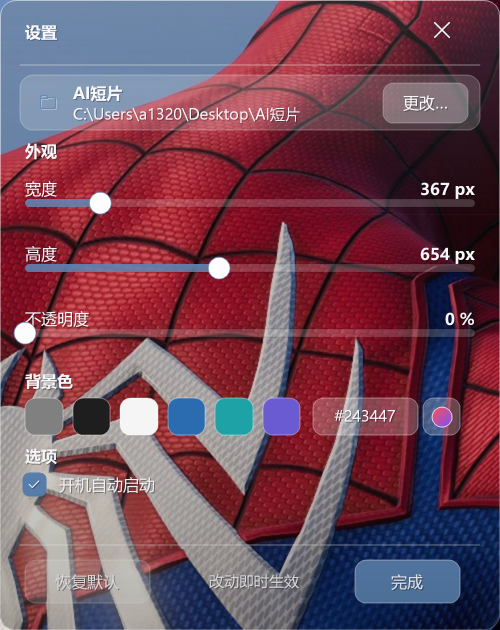 设置
AI短片
C:\Users\a1320\Desktop\AI短片
更改...
外观
宽度
367 px
高度
654 px
不透明度
0 %
背景色
#243447
选项
开机自动启动
恢复默认
改动即时生效
完成